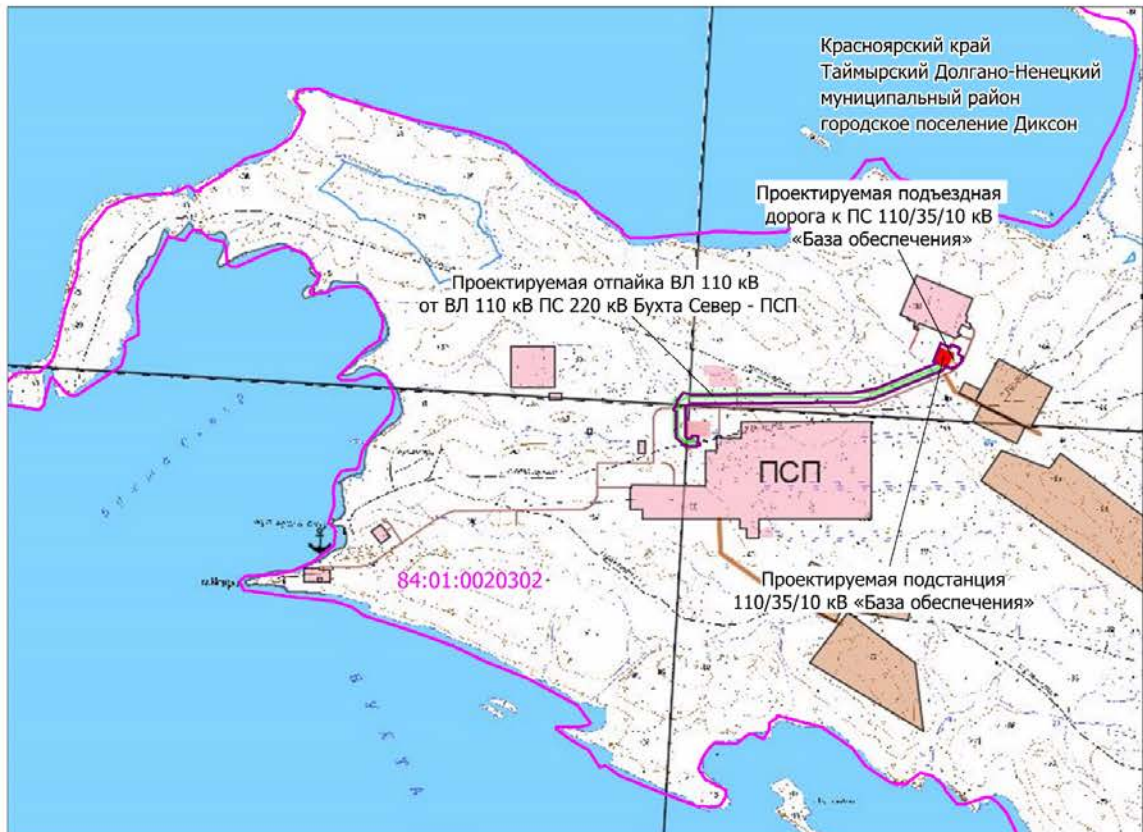 Красноярский край
Таймырский Долгано-Ненецкий
муниципальный район
городское поселение Диксон
Проектируемая подъездная
дорога к ПС 110/35/10 кВ
«База обеспечения»
Проектируемая отпайка ВЛ 110 кВ
от ВЛ 110 кВ ПС 220 кВ Бухта Север - ПСП
ПСП
84:01:0020302
Проектируемая подстанция
110/35/10 кВ «База обеспечения»